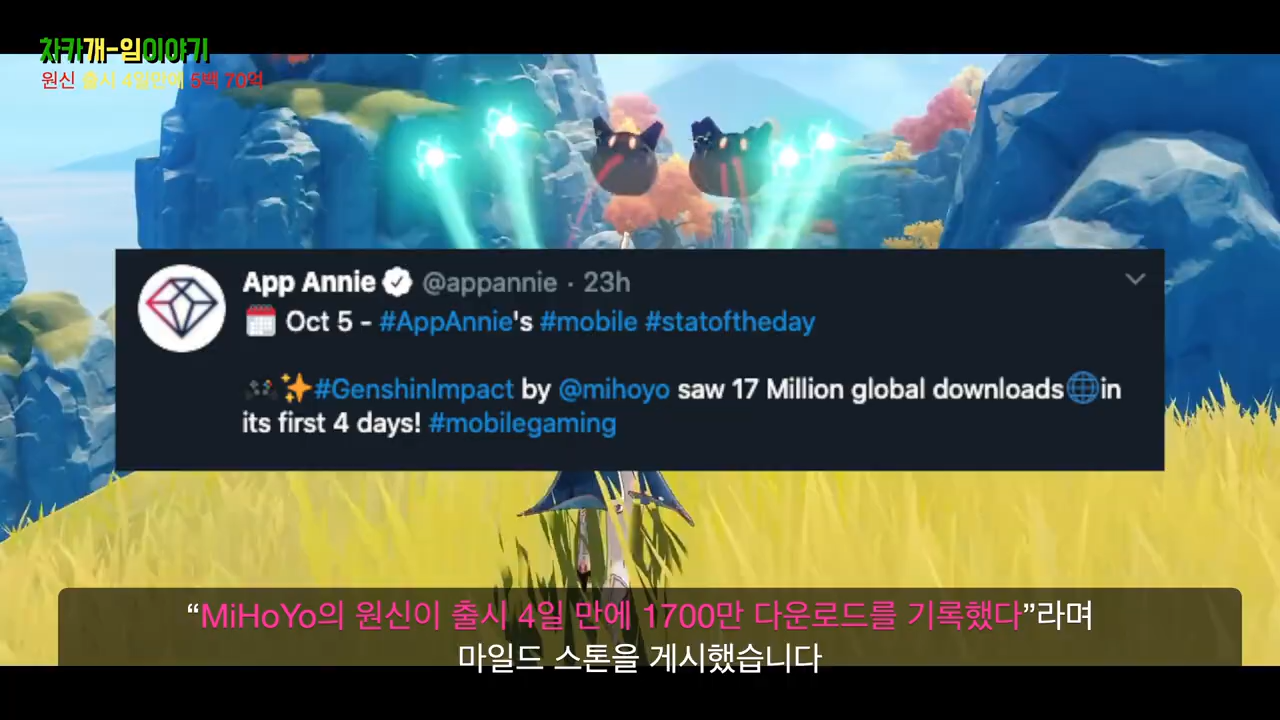 차카개-임이야기
원신 출시 4일만에 5백 70억
App Annie @appannie · 23h
Oct 5 - #AppAnnie's #mobile #statoftheday
#GenshinImpact by @mihoyo saw 17 Million global downloads in
its first 4 days! #mobilegaming
“MiHoYo의 원신이 출시 4일 만에 1700만 다운로드를 기록했다”라며
마일드 스톤을 게시했습니다